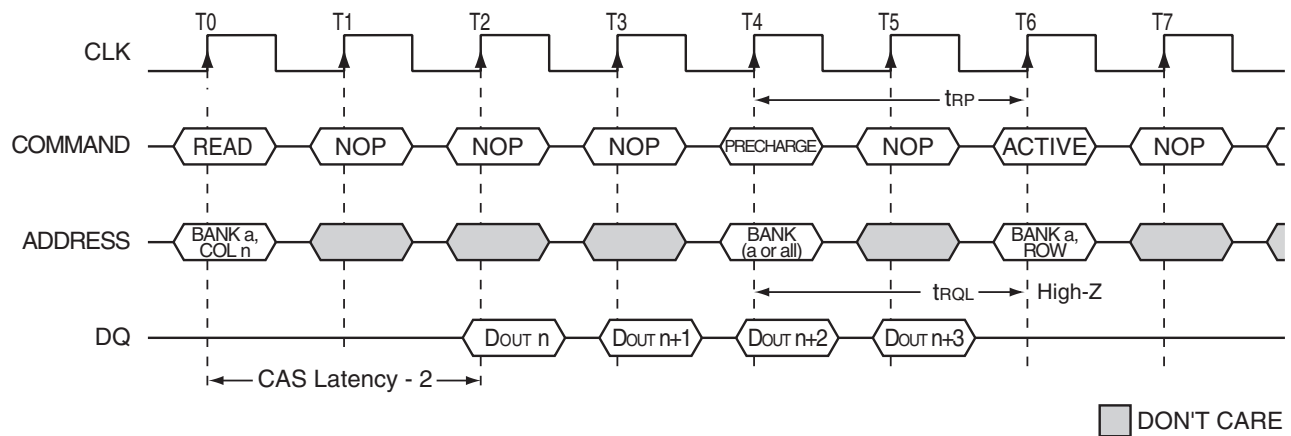 T0 T1 T2 T3 T4 T5 T6 T7
CLK
tRP
COMMAND READ NOP NOP NOP PRECHARGE NOP ACTIVE NOP
ADDRESS BANK a, COL n BANK (a or all) BANK a, ROW
tRQL High-Z
DQ DOUT n DOUT n+1 DOUT n+2 DOUT n+3
CAS Latency - 2
DON'T CARE